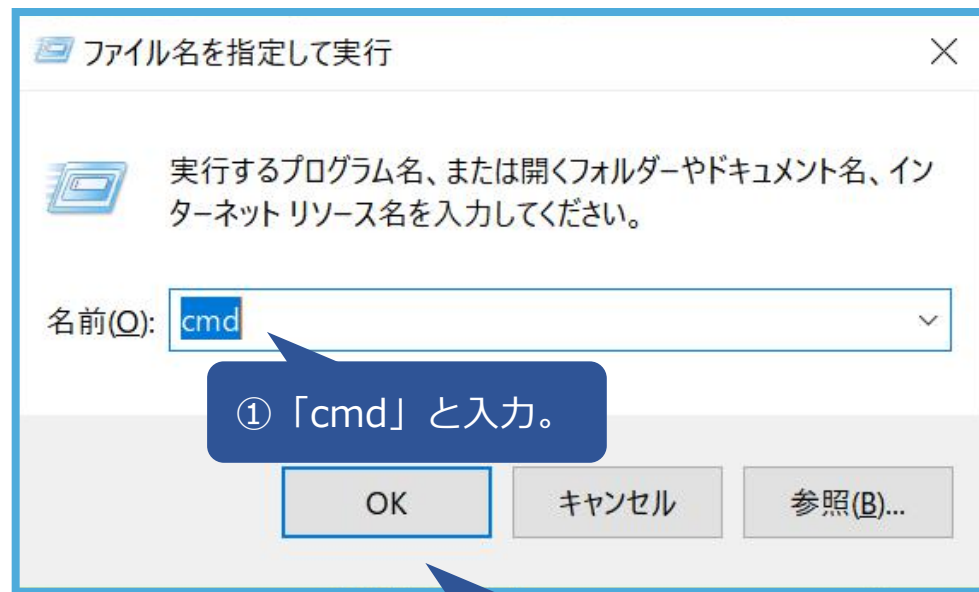 ファイル名を指定して実行
実行するプログラム名、または開くフォルダーやドキュメント名、イン
ターネット リソース名を入力してください。
名前(O):
cmd
①「cmd」と入力。
OK
キャンセル
参照(B)...